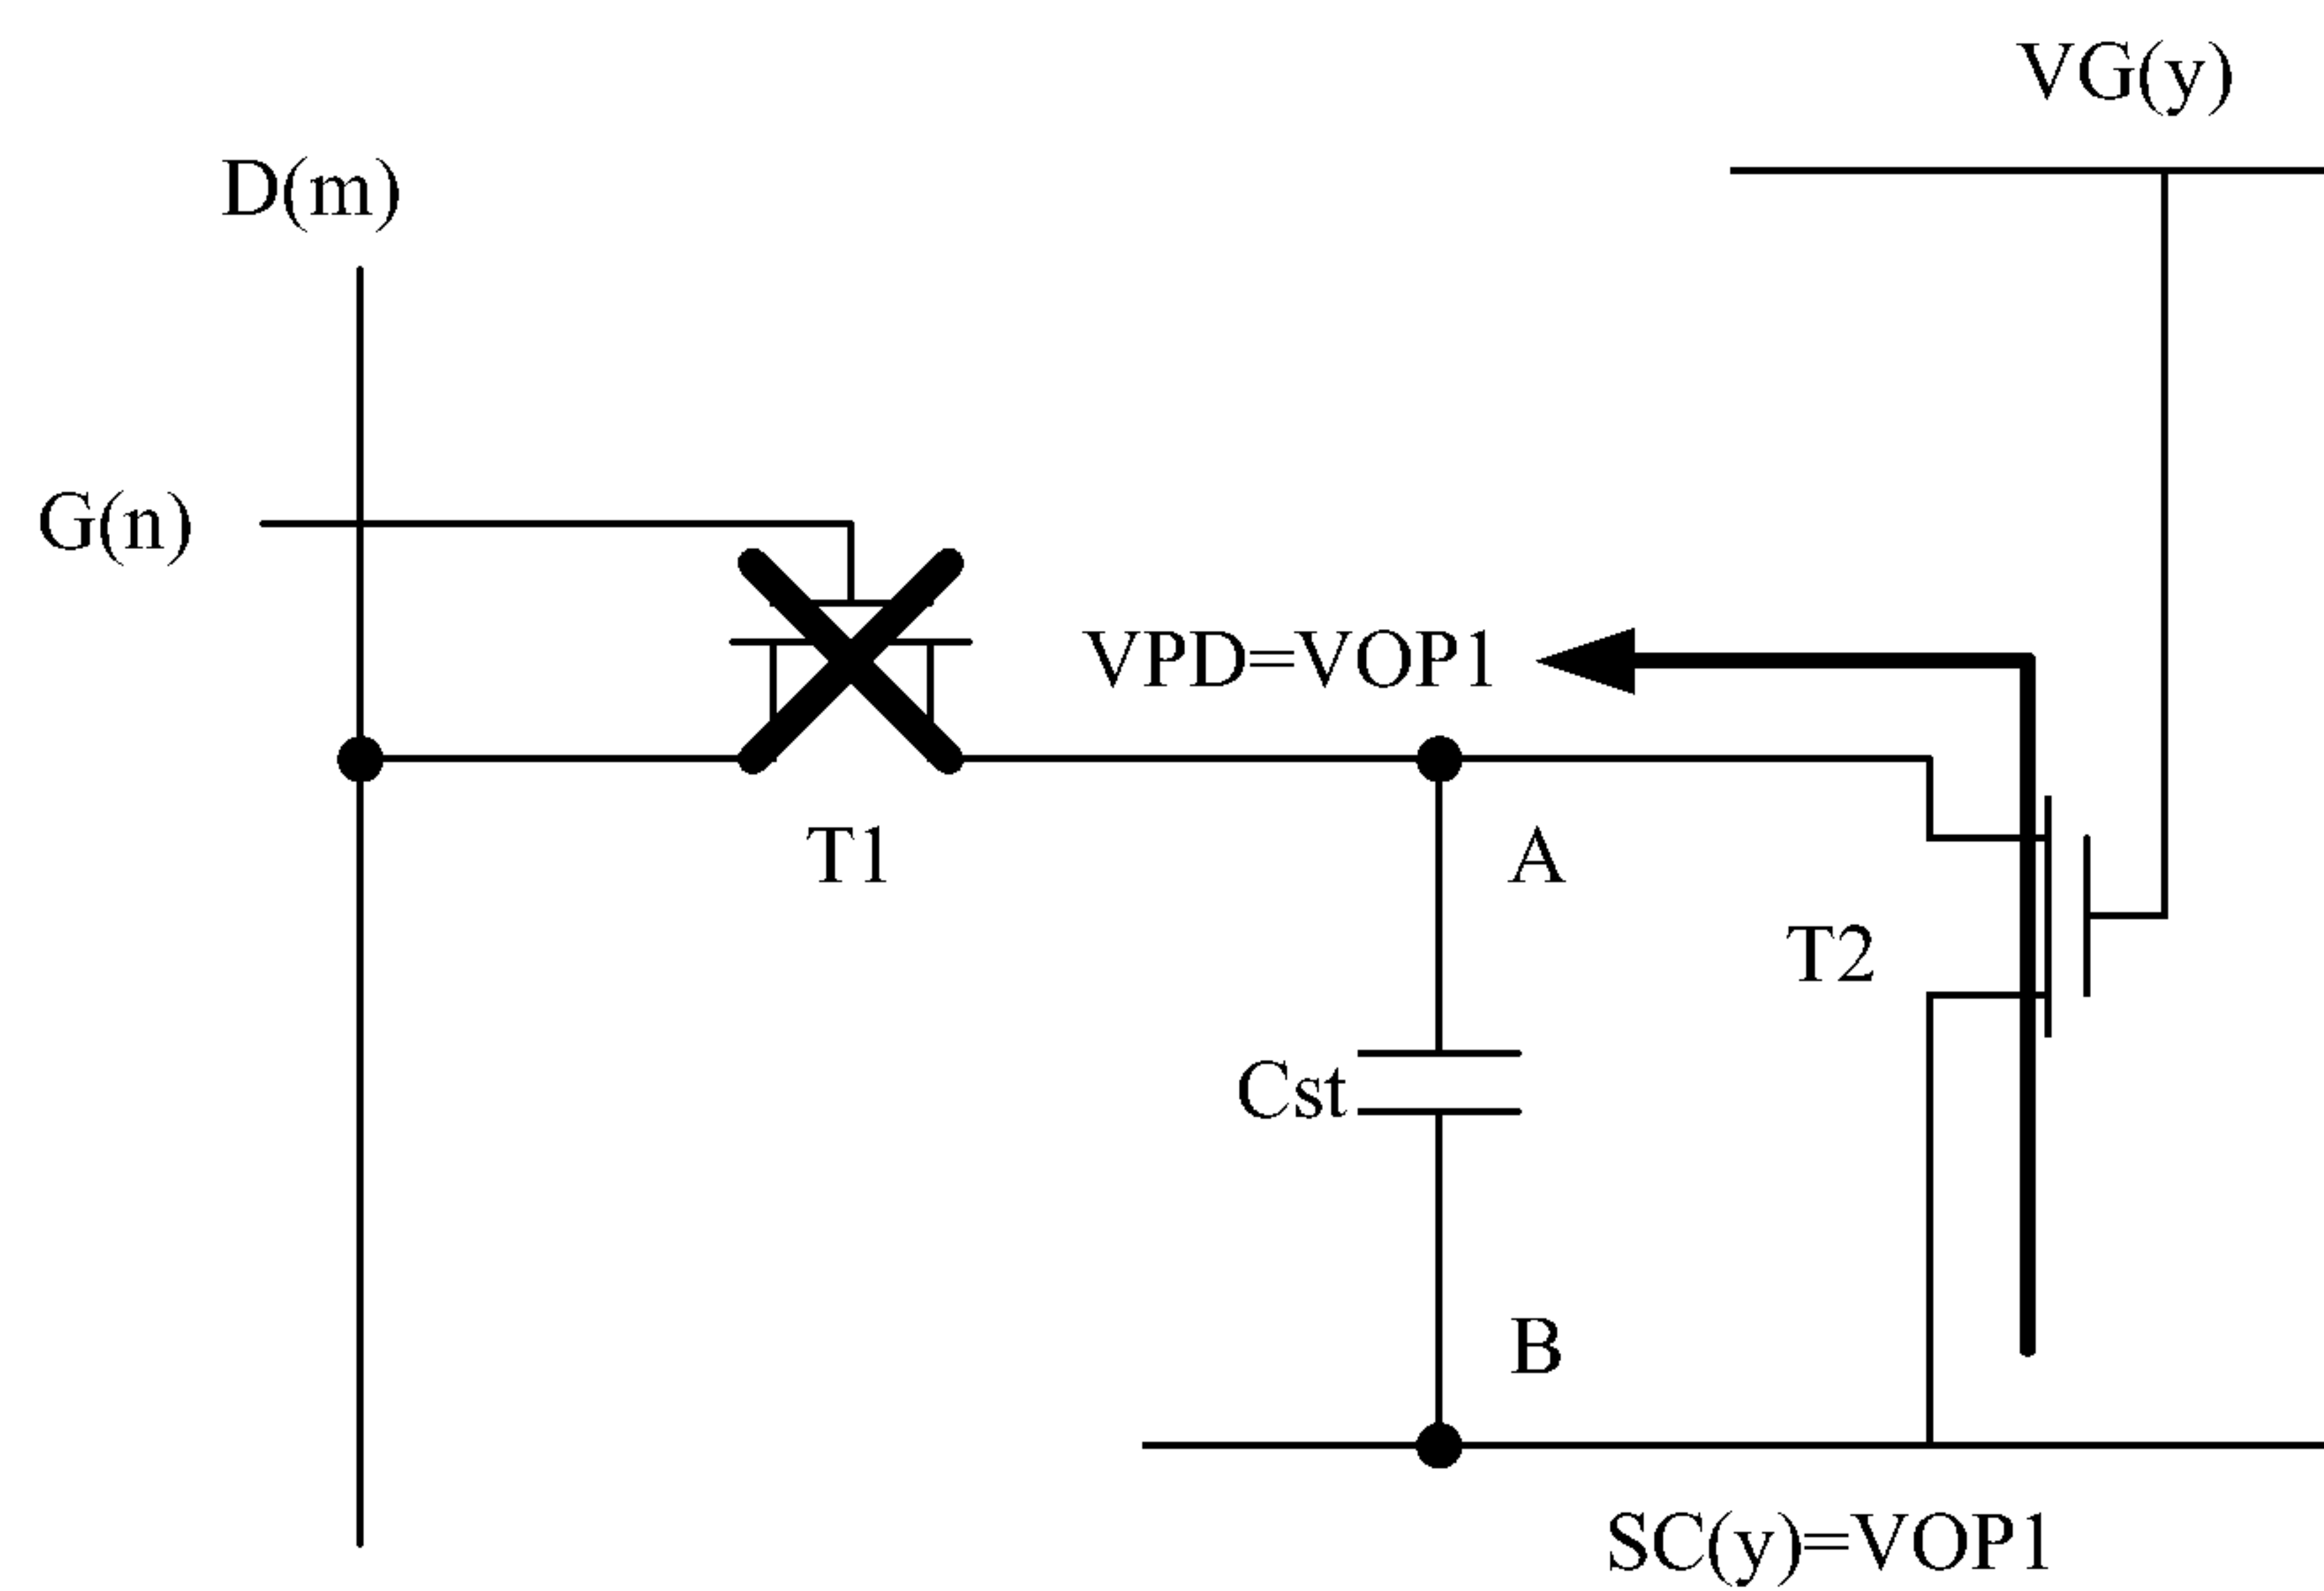 VG(y)
D(m)
G(n)
VPD=VOP1
T1
A
T2
Cst
B
SC(y)=VOP1